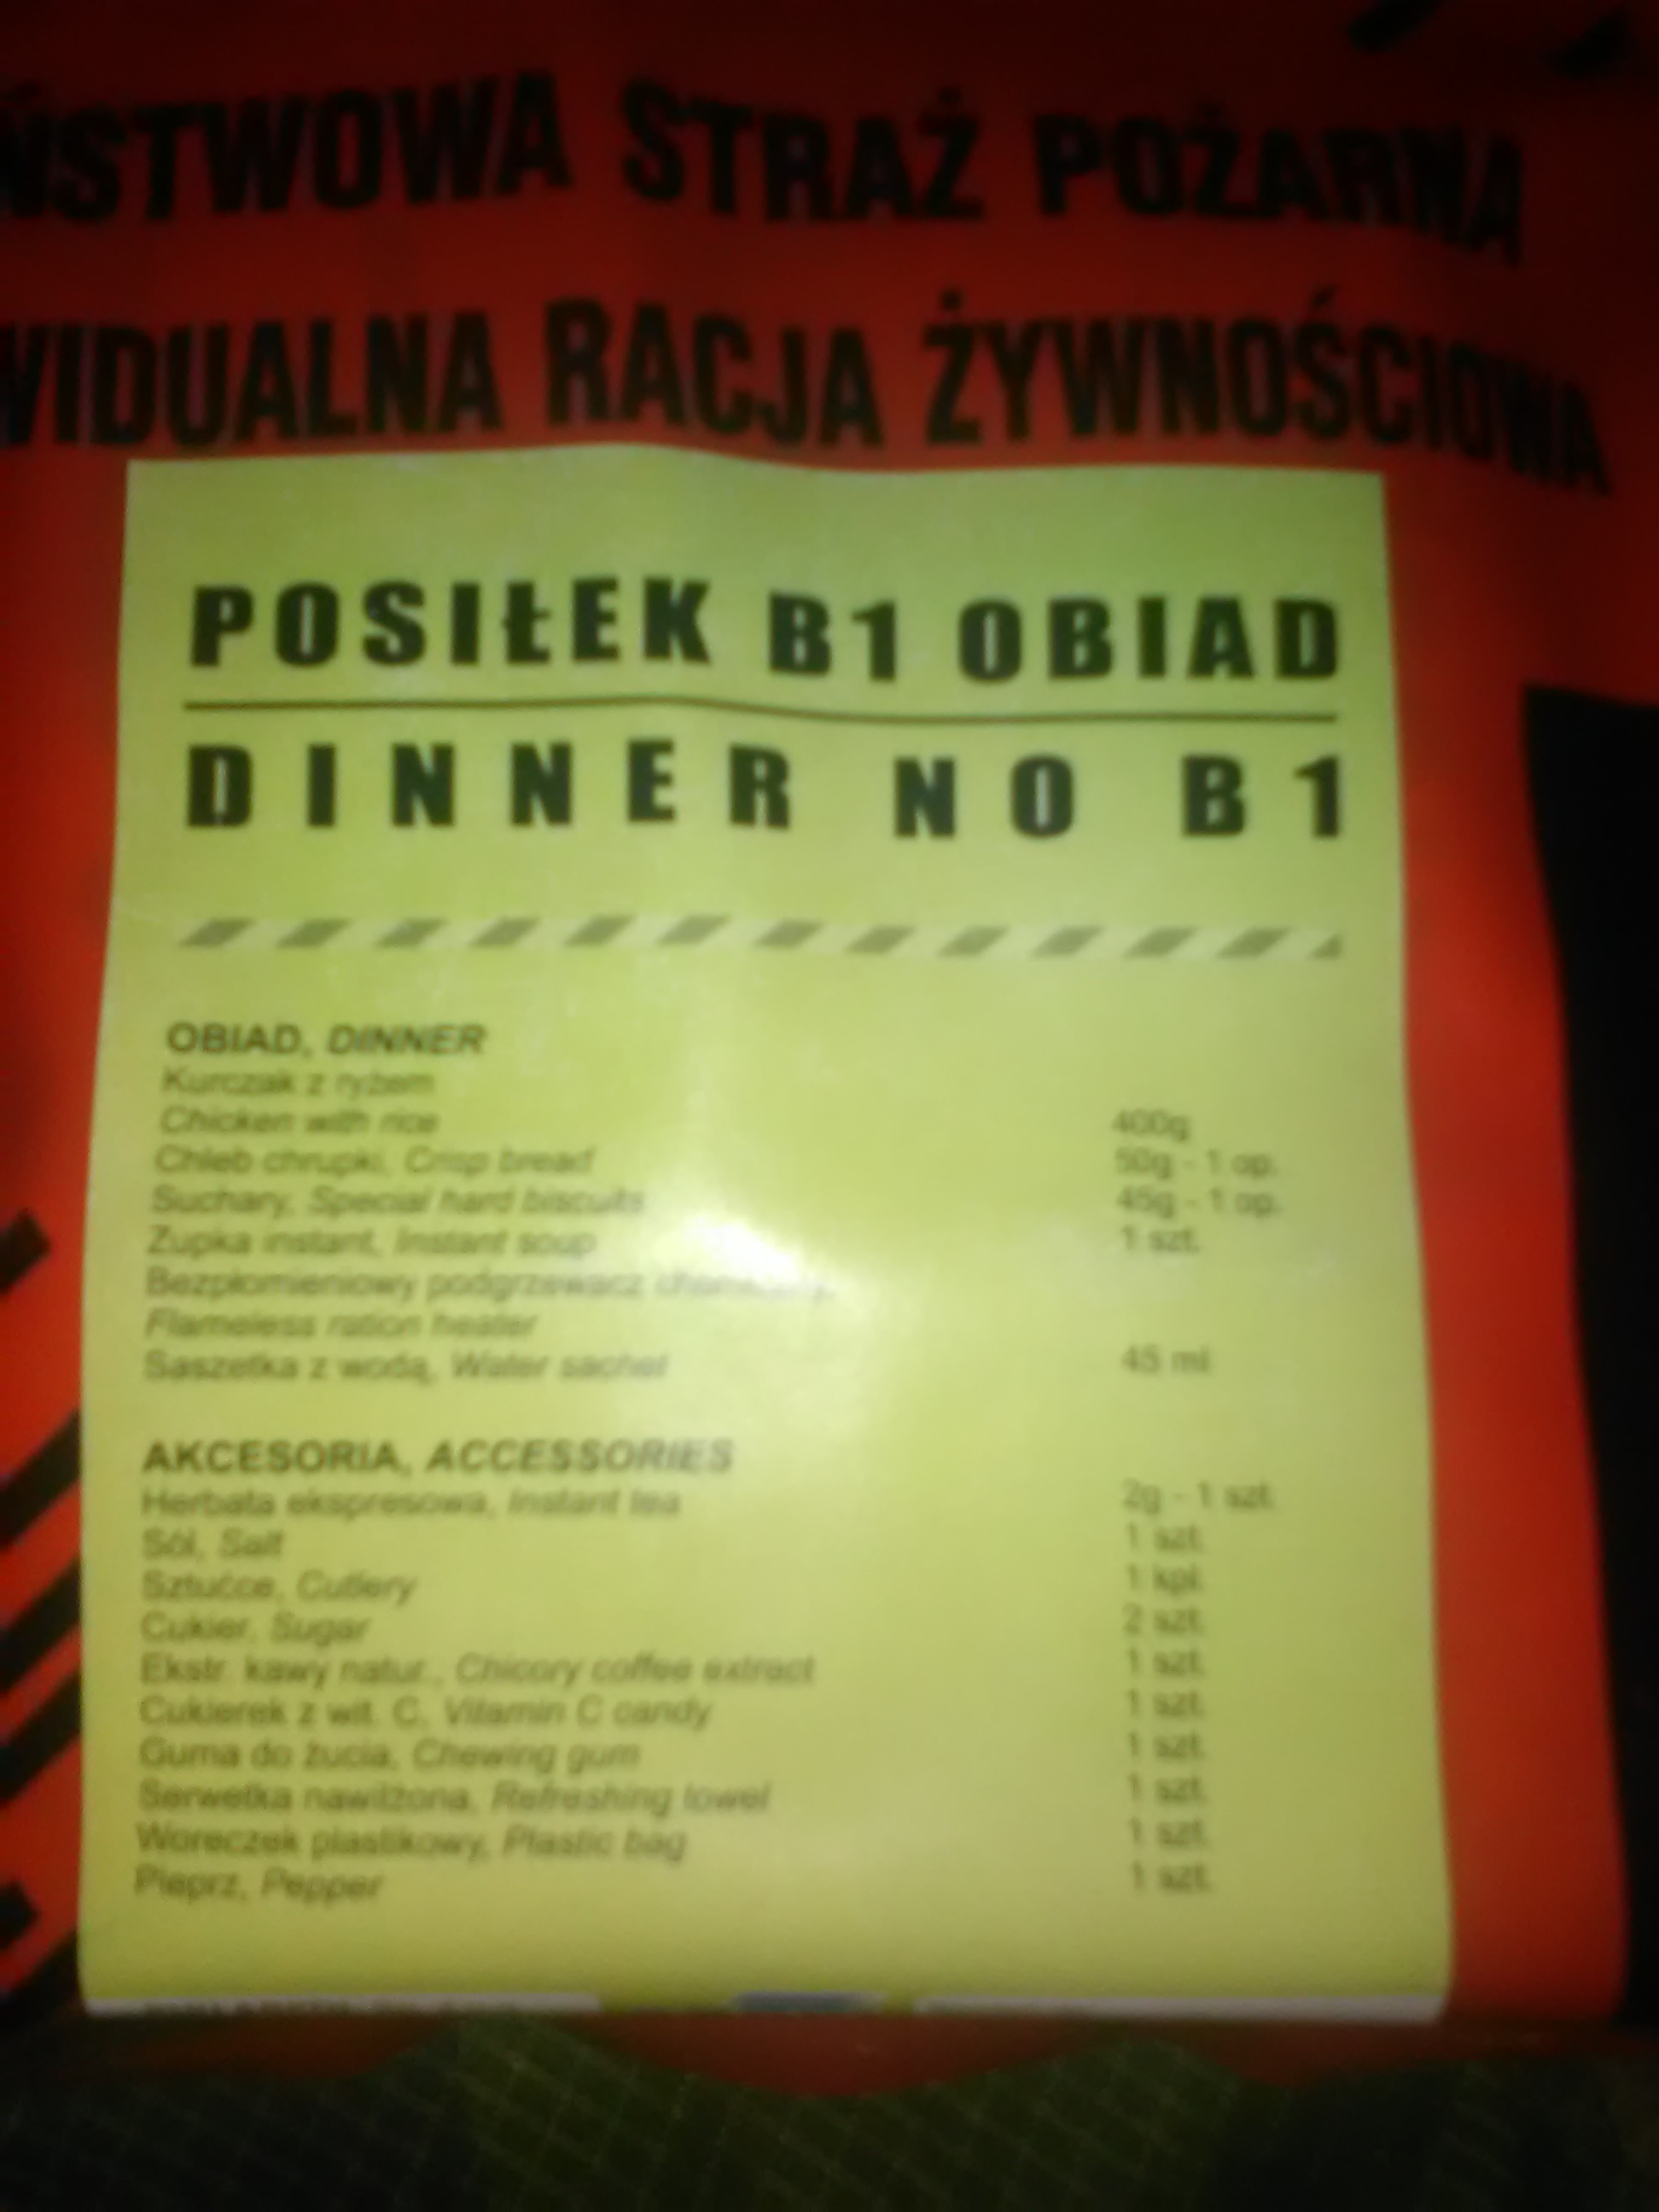 ŃSTWOWA STRAŻ POŻARNA
WIDUALNA RACJA ŻYWNOŚCIOWA
POSIŁEK B1 OBIAD
DINNER NO B1
OBIAD, DINNER
Kurczak z ryżem
Chicken with rice 400g
Chleb chrupki, Crisp bread 50g - 1 op.
Suchary, Special hard biscuits 45g - 1 op.
Zupka instant, Instant soup 1 szt.
Bezpłomieniowy podgrzewacz chemiczny,
Flameless ration heater
Saszetka z wodą, Water sachet 45 ml
AKCESORIA, ACCESSORIES
Herbata ekspresowa, Instant tea 2g - 1 szt.
Sól, Salt 1 szt.
Sztućce, Cutlery 1 kpl.
Cukier, Sugar 2 szt.
Ekstr. kawy natur., Chicory coffee extract 1 szt.
Cukierek z wit. C, Vitamin C candy 1 szt.
Guma do żucia, Chewing gum 1 szt.
Serwetka nawilżona, Refreshing towel 1 szt.
Woreczek plastikowy, Plastic bag 1 szt.
Pieprz, Pepper 1 szt.